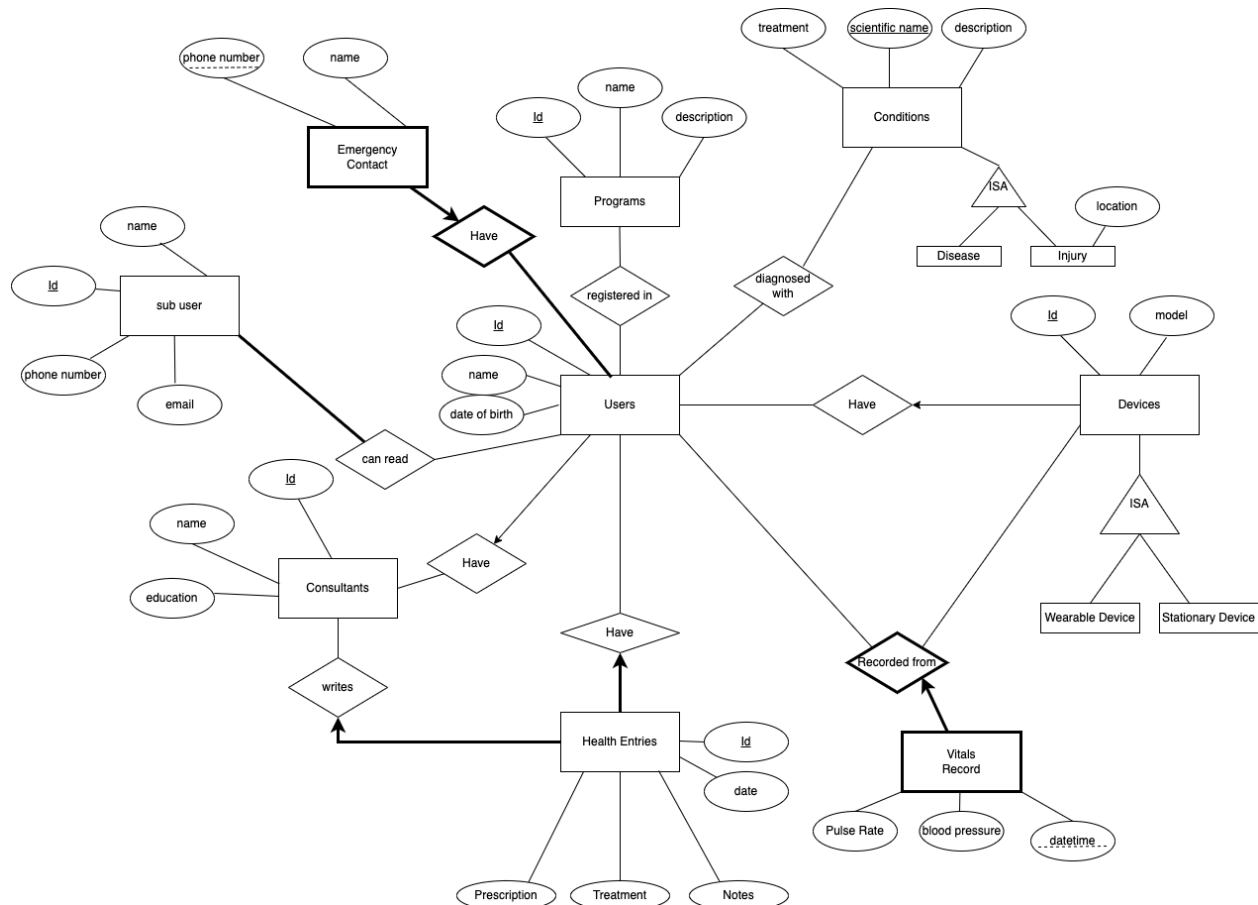 treatment
scientific name
description
phone number
name
name
Conditions
Id
description
Emergency
Contact
ISA
Programs
location
name
Have
Disease
Injury
Id
diagnosed
with
sub user
registered in
Id
model
Id
phone number
name
Users
Have
Devices
email
date of birth
can read
Id
ISA
name
Have
Consultants
education
Wearable Device
Stationary Device
Have
Recorded from
writes
Health Entries
Id
Vitals
Record
date
Pulse Rate
blood pressure
datetime
Prescription
Treatment
Notes